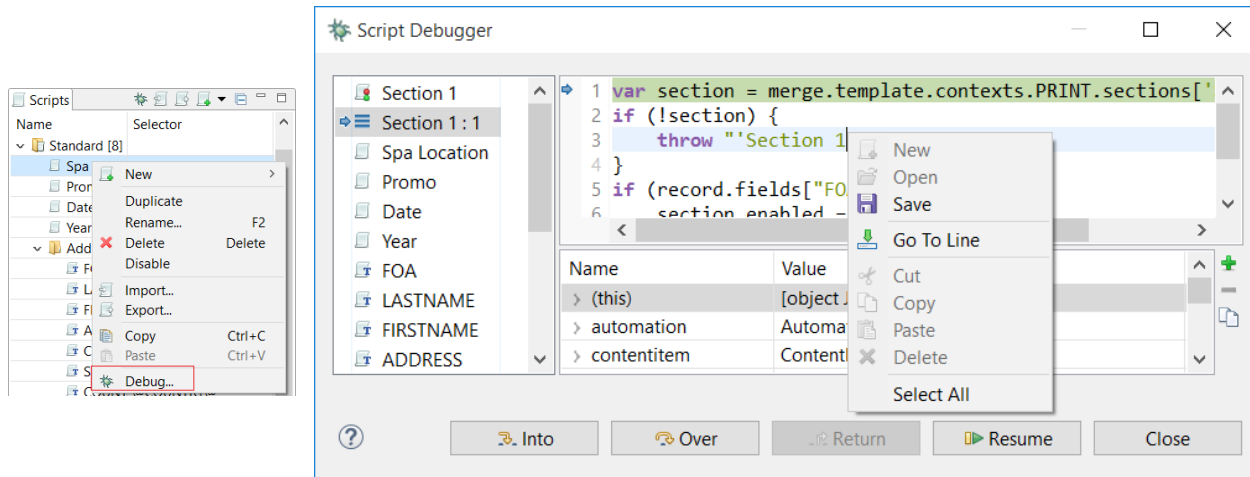 Scripts
Name Selector
Standard [8]
Spa
Pron
Date
Year
Add
New
Duplicate
Rename... F2
Delete Delete
Disable
Import...
Export...
Copy Ctrl+C
Paste Ctrl+V
Debug...
Script Debugger
Section 1
Section 1 : 1
Spa Location
Promo
Date
Year
FOA
LASTNAME
FIRSTNAME
ADDRESS
1 var section = merge.template.contexts.PRINT.sections['
2 if (!section) {
3 throw "'Section 1
4 }
5 if (record.fields["FO
6 section.enabled =
Name Value
(this) [object J
automation Automa
contentitem Content
New
Open
Save
Go To Line
Cut
Copy
Paste
Delete
Select All
Into
Over
Return
Resume
Close